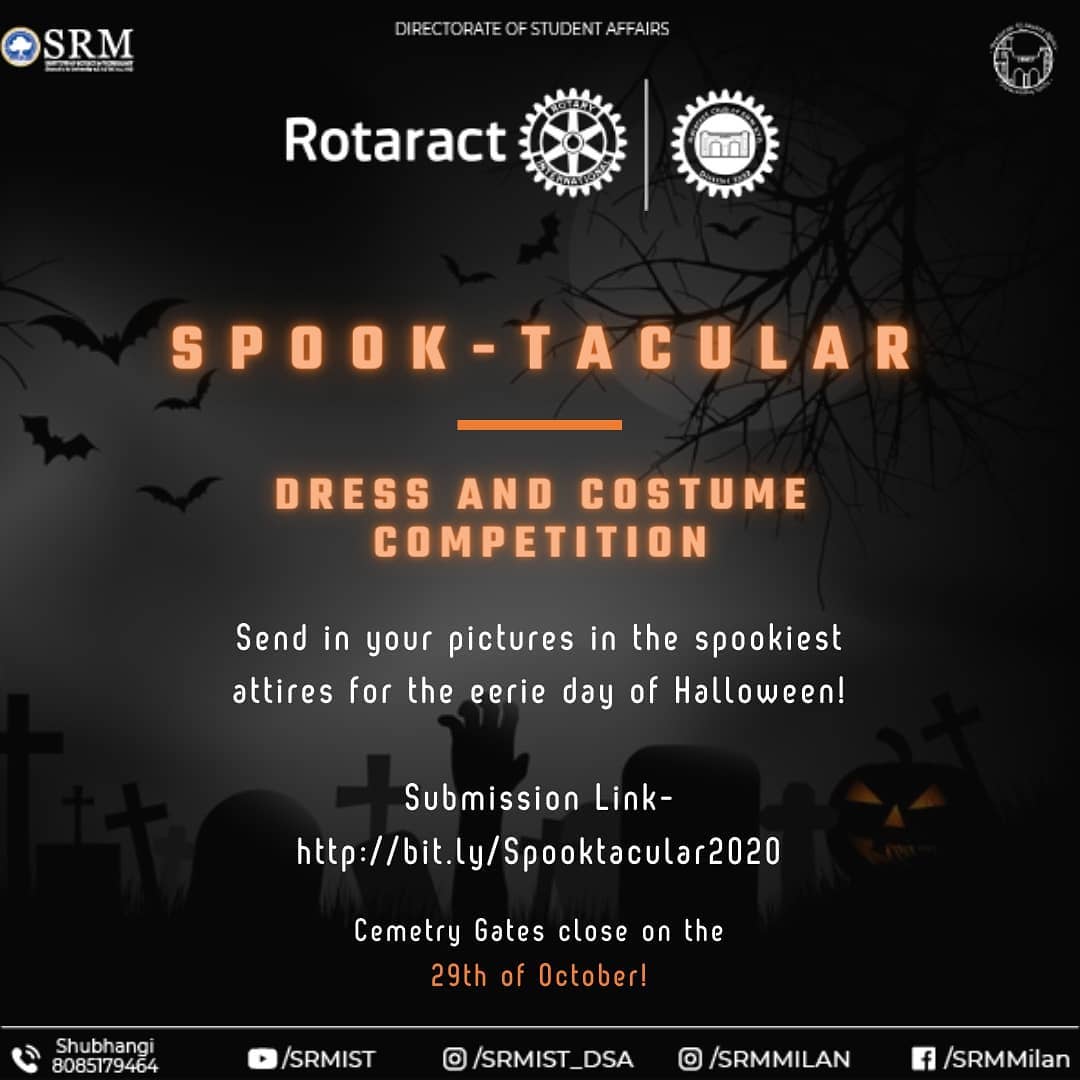 SRM
DIRECTORATE OF STUDENT AFFAIRS
Rotaract
ROTARY
INTERNATIONAL
SPOOK-TACULAR
DRESS AND COSTUME
COMPETITION
Send in your pictures in the spookiest
attires for the eerie day of Halloween!
Submission Link-
http://bit.ly/Spooktacular2020
Cemetry Gates close on the
29th of October!
Shubhangi
8085179464
/SRMIST
/SRMIST_DSA
/SRMMILAN
/SRMMilan